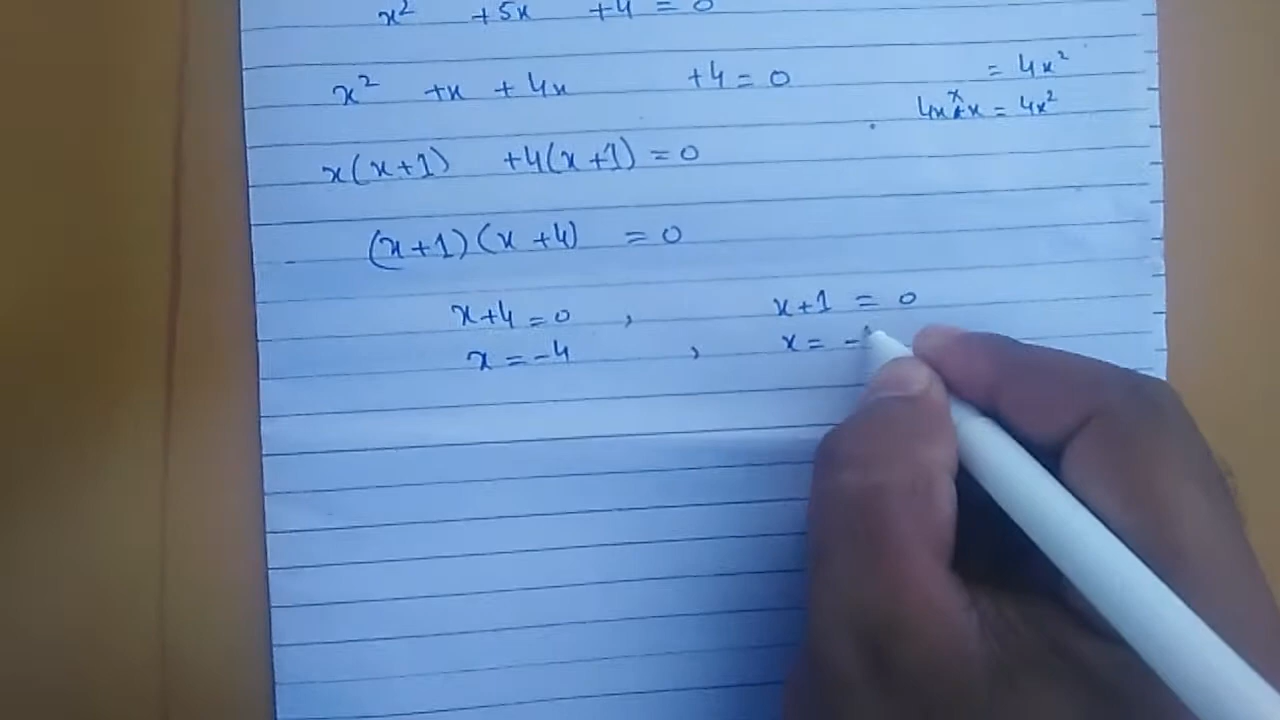 x² +5x +4 = 0
x² +x + 4x +4 = 0
= 4x²
4x × x = 4x²
x(x+1) +4(x+1) = 0
(x+1)(x+4) = 0
x+4 = 0 , x+1 = 0
x = -4 , x = -